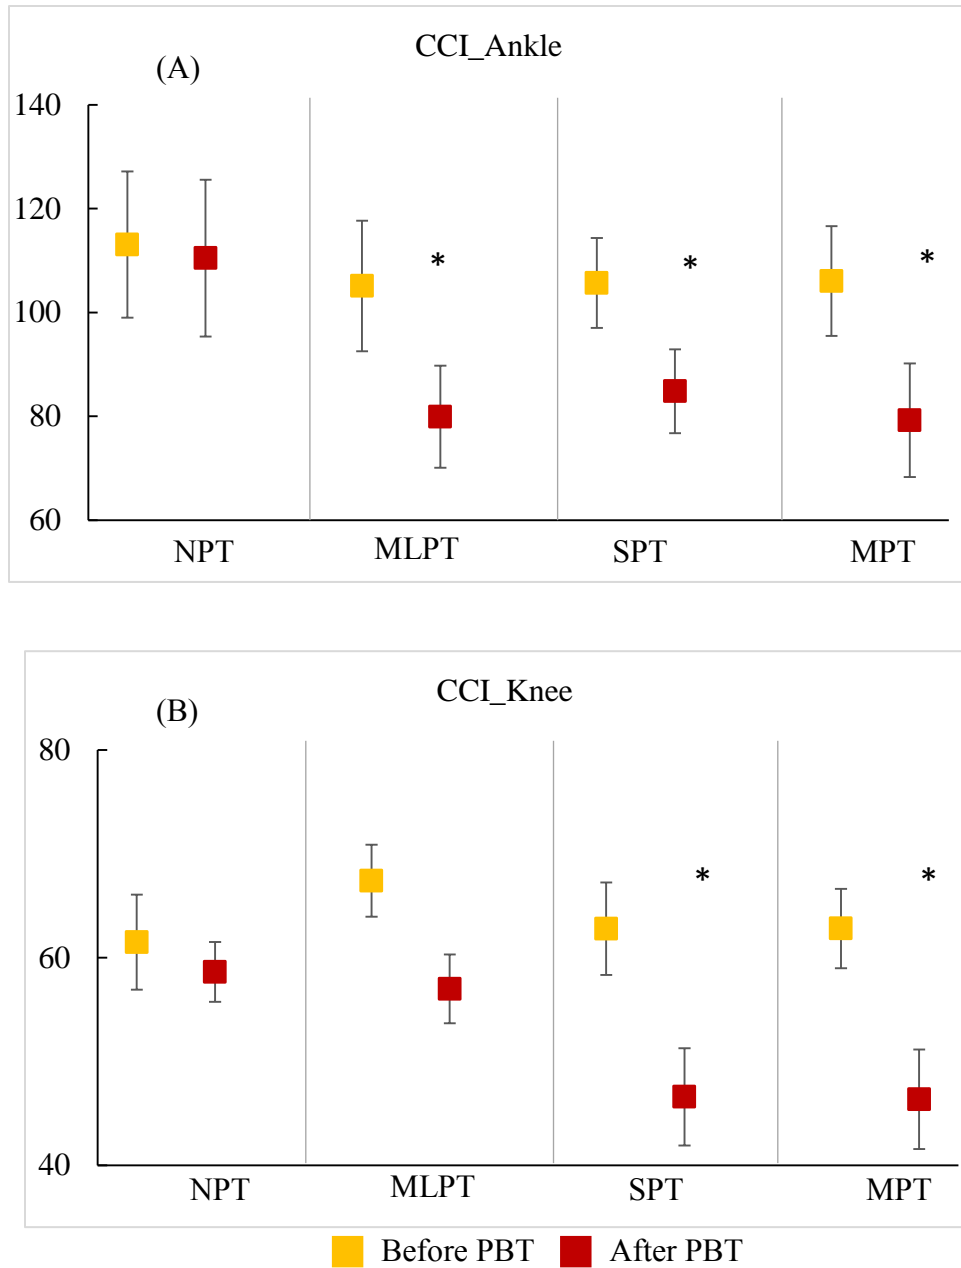 CCI_Ankle
(A)
140
120
*
*
*
100
80
60
NPT MLPT SPT MPT
CCI_Knee
(B)
80
*
*
60
40
NPT MLPT SPT MPT
Before PBT After PBT